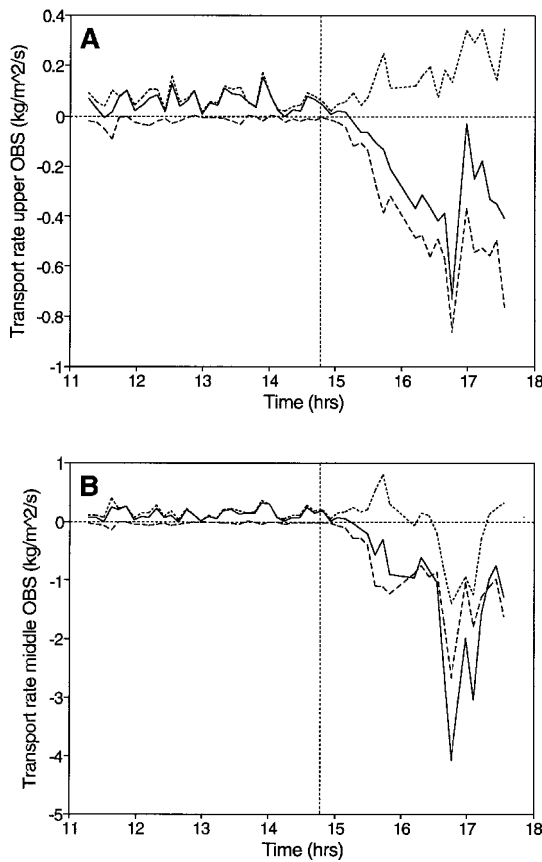 A
Transport rate upper OBS (kg/m^2/s)
0.4
0.2
0
-0.2
-0.4
-0.6
-0.8
-1
11 12 13 14 15 16 17 18
Time (hrs)
B
Transport rate middle OBS (kg/m^2/s)
1
0
-1
-2
-3
-4
-5
11 12 13 14 15 16 17 18
Time (hrs)